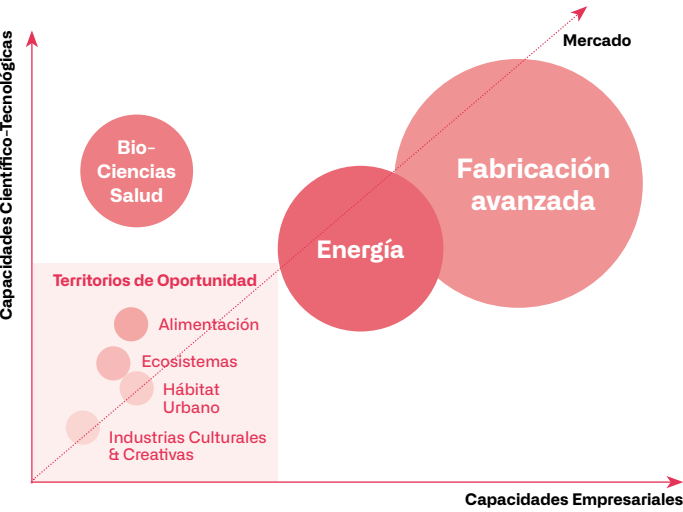 Capacidades Científico-Tecnológicas
Mercado
Bio-
Ciencias
Salud
Fabricación
avanzada
Energía
Territorios de Oportunidad
Alimentación
Ecosistemas
Hábitat
Urbano
Industrias Culturales
& Creativas
Capacidades Empresariales